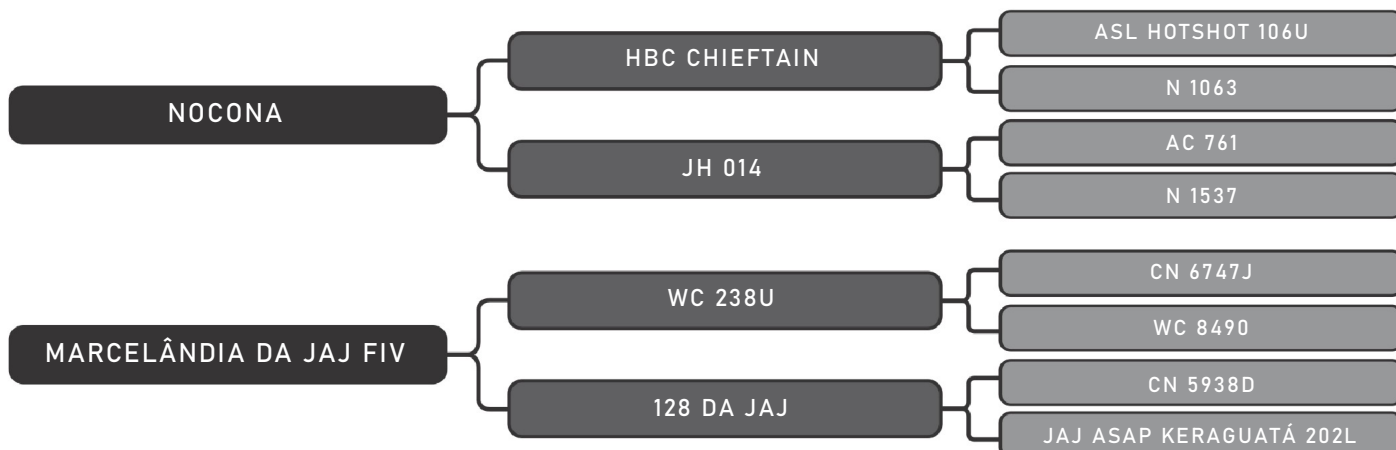 NOCONA
HBC CHIEFTAIN
ASL HOTSHOT 106U
N 1063
JH 014
AC 761
N 1537
MARCELÂNDIA DA JAJ FIV
WC 238U
CN 6747J
WC 8490
128 DA JAJ
CN 5938D
JAJ ASAP KERAGUATÁ 202L